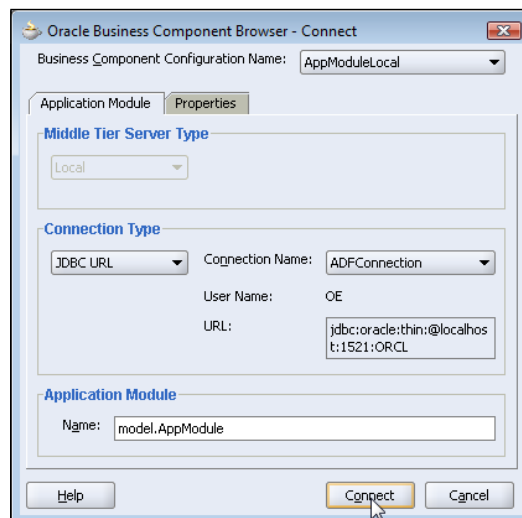 Oracle Business Component Browser - Connect
Business Component Configuration Name: AppModuleLocal
Application Module Properties
Middle Tier Server Type
Local
Connection Type
JDBC URL Connection Name: ADFConnection
User Name: OE
URL: jdbc:oracle:thin:@localhos
t:1521:ORCL
Application Module
Name: model.AppModule
Help Connect Cancel